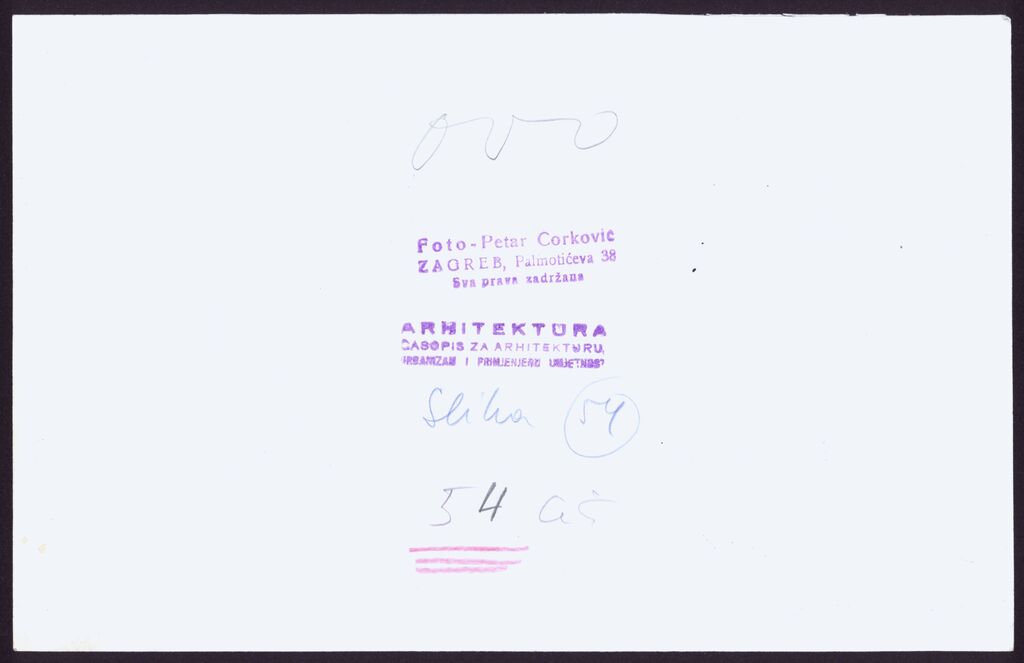 ovo
Foto - Petar Corković
ZAGREB, Palmotićeva 38
Sva prava zadržana
ARHITEKTURA
ČASOPIS ZA ARHITEKTURU,
URBANIZAM I PRIMJENJENU UMJETNOST
Slika 54
54